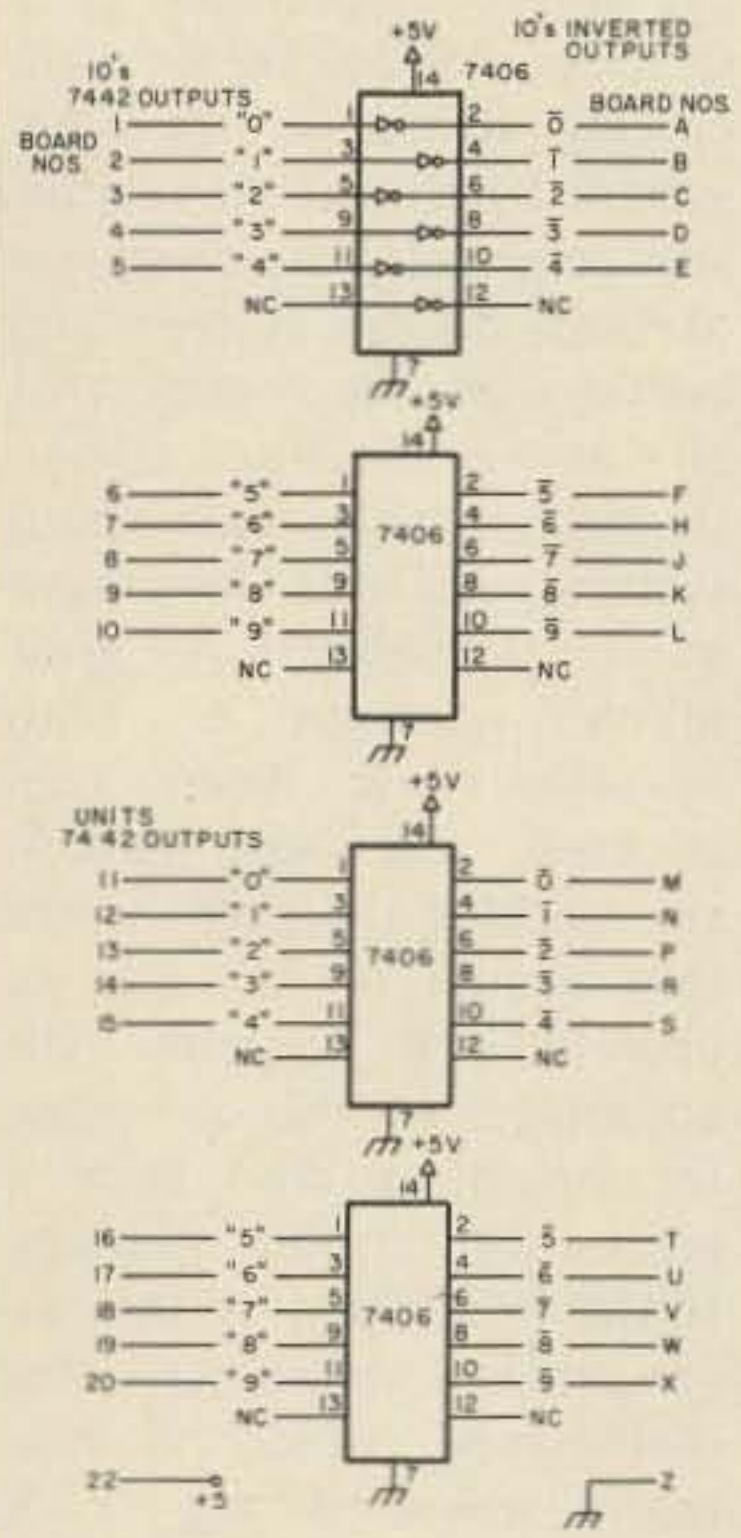 10's INVERTED
OUTPUTS
+5V
10's
7442 OUTPUTS
14 7406
BOARD NOS
BOARD
NOS
1 "0" 1 2 0̅ A
2 "1" 3 4 1̅ B
3 "2" 5 6 2̅ C
4 "3" 9 8 3̅ D
5 "4" 11 10 4̅ E
NC 13 12 NC
7
+5V
14
6 "5" 1 2 5̅ F
7 "6" 3 4 6̅ H
7406
8 "7" 5 6 7̅ J
9 "8" 9 8 8̅ K
10 "9" 11 10 9̅ L
NC 13 12 NC
7
+5V
UNITS
7442 OUTPUTS
14
11 "0" 1 2 0̅ M
12 "1" 3 4 1̅ N
13 "2" 5 6 2̅ P
7406
14 "3" 9 8 3̅ R
15 "4" 11 10 4̅ S
NC 13 12 NC
7
+5V
14
16 "5" 1 2 5̅ T
17 "6" 3 4 6̅ U
18 "7" 5 6 7̅ V
7406
19 "8" 9 8 8̅ W
20 "9" 11 10 9̅ X
NC 13 12 NC
7
22 +5 Z